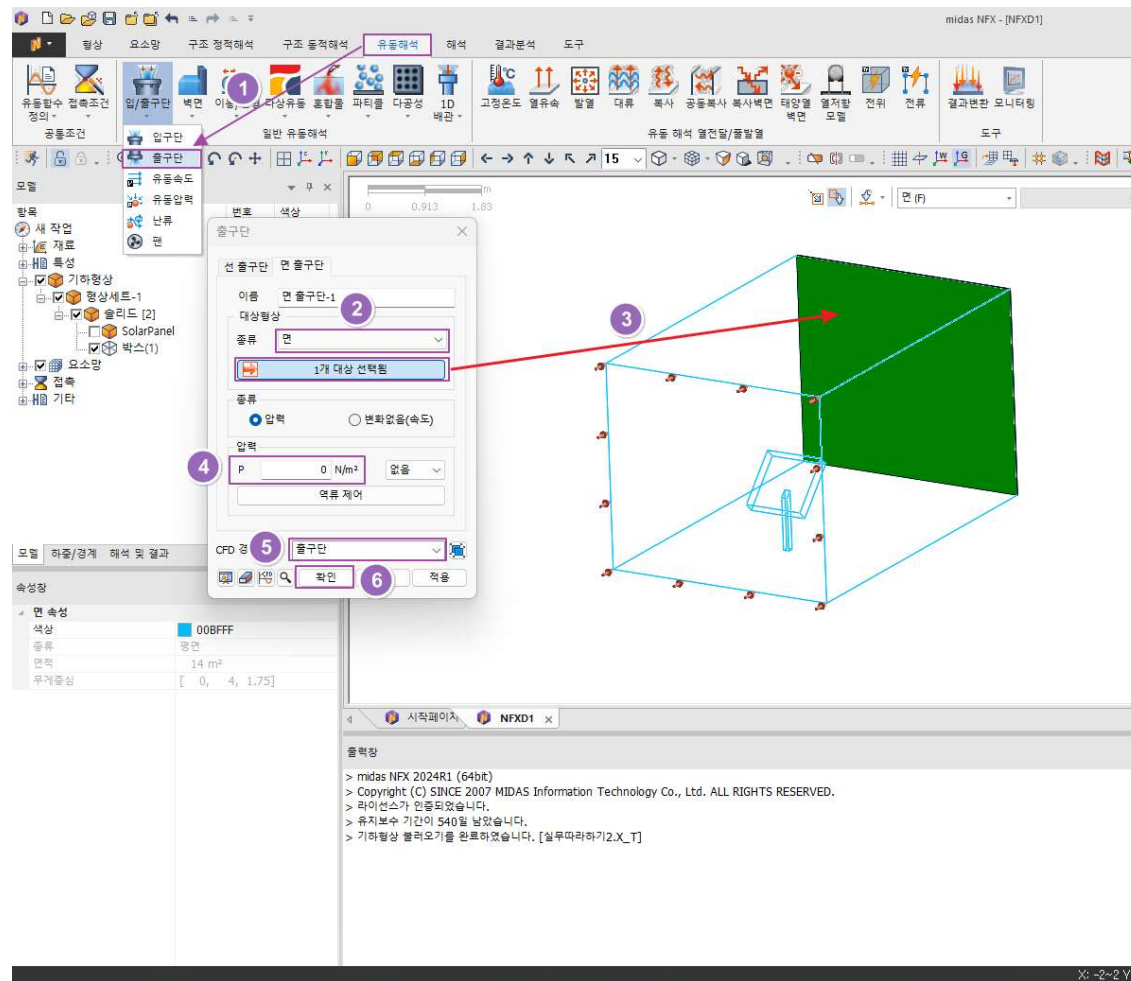 midas NFX - [NFXD1]
형상 요소망 구조 정적해석 구조 동적해석 유동해석 해석 결과분석 도구
유동함수 정의 접촉조건 입/출구단 벽면 다상유동 혼합물 파티클 다공성 1D 배관 고정온도 열유속 발열 대류 복사 공동복사 복사벽면 태양열 벽면 열저항 모델 전위 전류 결과변환 모니터링
공통조건 일반 유동해석 유동 해석 열전달/줄발열 도구
1
입구단
출구단
유동속도
유동압력
난류
팬
15
모델
항목 번호 색상
새 작업
재료
특성
기하형상
형상세트-1
솔리드 [2]
SolarPanel
박스(1)
요소망
접촉
기타
모델 하중/경계 해석 및 결과
속성창
면 속성
색상 00BFFF
종류 평면
면적 14 m²
무게중심 [ 0, 4, 1.75]
출구단
선 출구단 면 출구단
이름 면 출구단-1
대상형상
2
종류 면
1개 대상 선택됨
종류
압력 변화없음(속도)
압력
4
P 0 N/m² 없음
역류 제어
CFD 경
5
출구단
확인
6
적용
m
0 0.913 1.83
면 (F)
3
시작페이지 NFXD1
출력창
> midas NFX 2024R1 (64bit)
> Copyright (C) SINCE 2007 MIDAS Information Technology Co., Ltd. ALL RIGHTS RESERVED.
> 라이선스가 인증되었습니다.
> 유지보수 기간이 540일 남았습니다.
> 기하형상 불러오기를 완료하였습니다. [실무따라하기2.X_T]
X: -2~2 Y